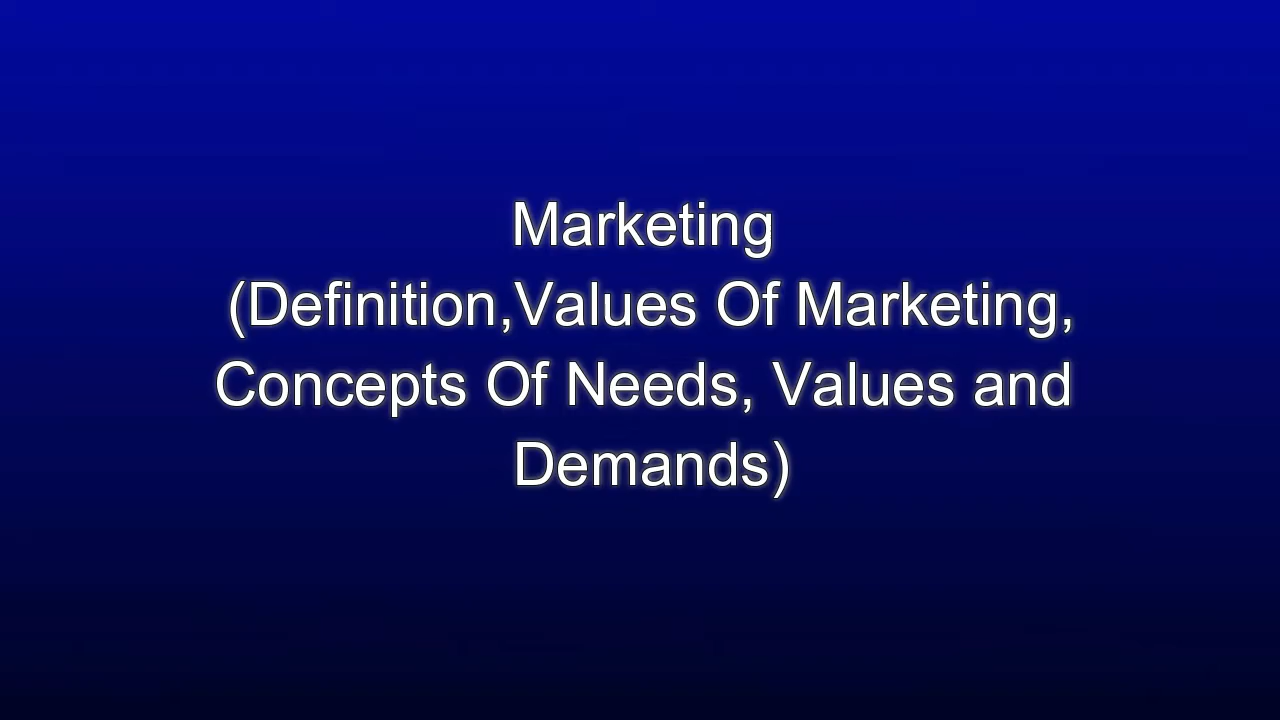 Marketing
(Definition,Values Of Marketing,
Concepts Of Needs, Values and
Demands)